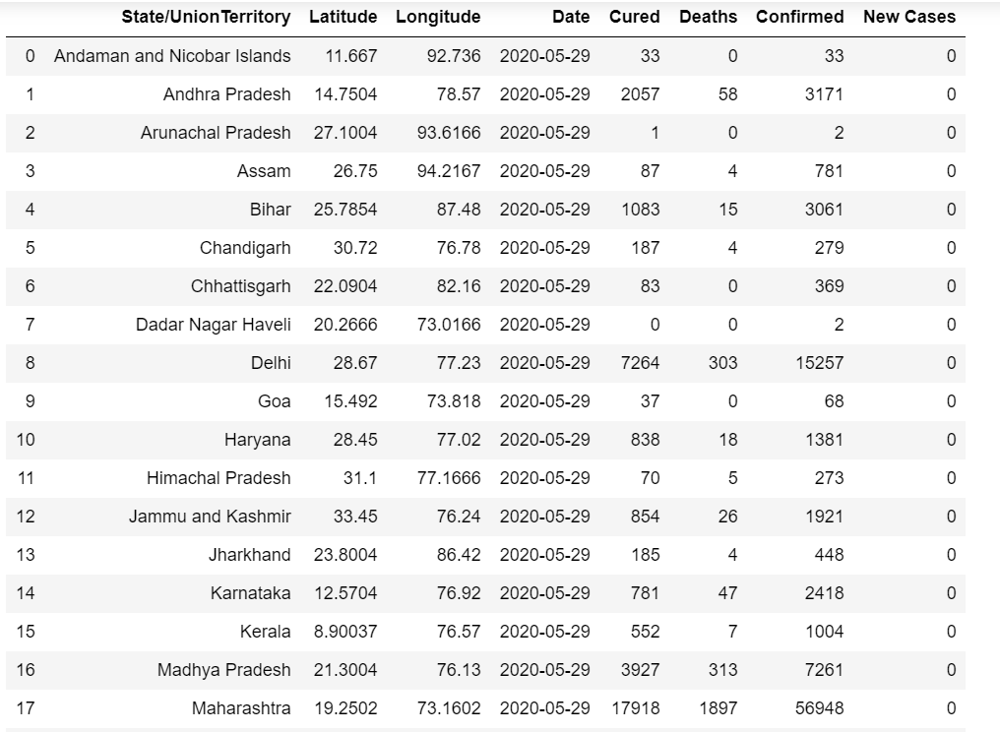 State/UnionTerritory Latitude Longitude Date Cured Deaths Confirmed New Cases
0 Andaman and Nicobar Islands 11.667 92.736 2020-05-29 33 0 33 0
1 Andhra Pradesh 14.7504 78.57 2020-05-29 2057 58 3171 0
2 Arunachal Pradesh 27.1004 93.6166 2020-05-29 1 0 2 0
3 Assam 26.75 94.2167 2020-05-29 87 4 781 0
4 Bihar 25.7854 87.48 2020-05-29 1083 15 3061 0
5 Chandigarh 30.72 76.78 2020-05-29 187 4 279 0
6 Chhattisgarh 22.0904 82.16 2020-05-29 83 0 369 0
7 Dadar Nagar Haveli 20.2666 73.0166 2020-05-29 0 0 2 0
8 Delhi 28.67 77.23 2020-05-29 7264 303 15257 0
9 Goa 15.492 73.818 2020-05-29 37 0 68 0
10 Haryana 28.45 77.02 2020-05-29 838 18 1381 0
11 Himachal Pradesh 31.1 77.1666 2020-05-29 70 5 273 0
12 Jammu and Kashmir 33.45 76.24 2020-05-29 854 26 1921 0
13 Jharkhand 23.8004 86.42 2020-05-29 185 4 448 0
14 Karnataka 12.5704 76.92 2020-05-29 781 47 2418 0
15 Kerala 8.90037 76.57 2020-05-29 552 7 1004 0
16 Madhya Pradesh 21.3004 76.13 2020-05-29 3927 313 7261 0
17 Maharashtra 19.2502 73.1602 2020-05-29 17918 1897 56948 0